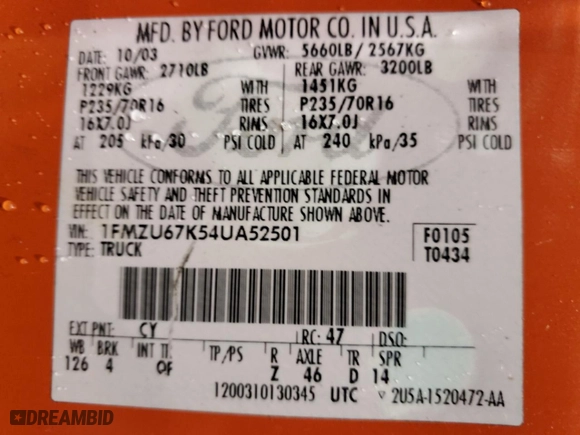 MFD. BY FORD MOTOR CO. IN U.S.A.
DATE: 10/03 GVWR: 5660LB/ 2567KG
FRONT GAWR: 2710LB REAR GAWR: 3200LB
1229KG WITH 1451KG WITH
P235/70R16 TIRES P235/70R16 TIRES
16X7.0J RIMS 16X7.0J RIMS
AT 205 kPa/30 PSI COLD AT 240 kPa/35 PSI COLD
THIS VEHICLE CONFORMS TO ALL APPLICABLE FEDERAL MOTOR
VEHICLE SAFETY AND THEFT PREVENTION STANDARDS IN
EFFECT ON THE DATE OF MANUFACTURE SHOWN ABOVE.
VIN: 1FMZU67K54UA52501 F0105
TYPE: TRUCK T0434
EXT PNT: CY RC: 47 DSO:
WB BRK INT TR TP/PS R AXLE TR SPR
126 4 OF Z 46 D 14
1200310130345 UTC 2U5A-1520472-AA
Ford
DREAMBID